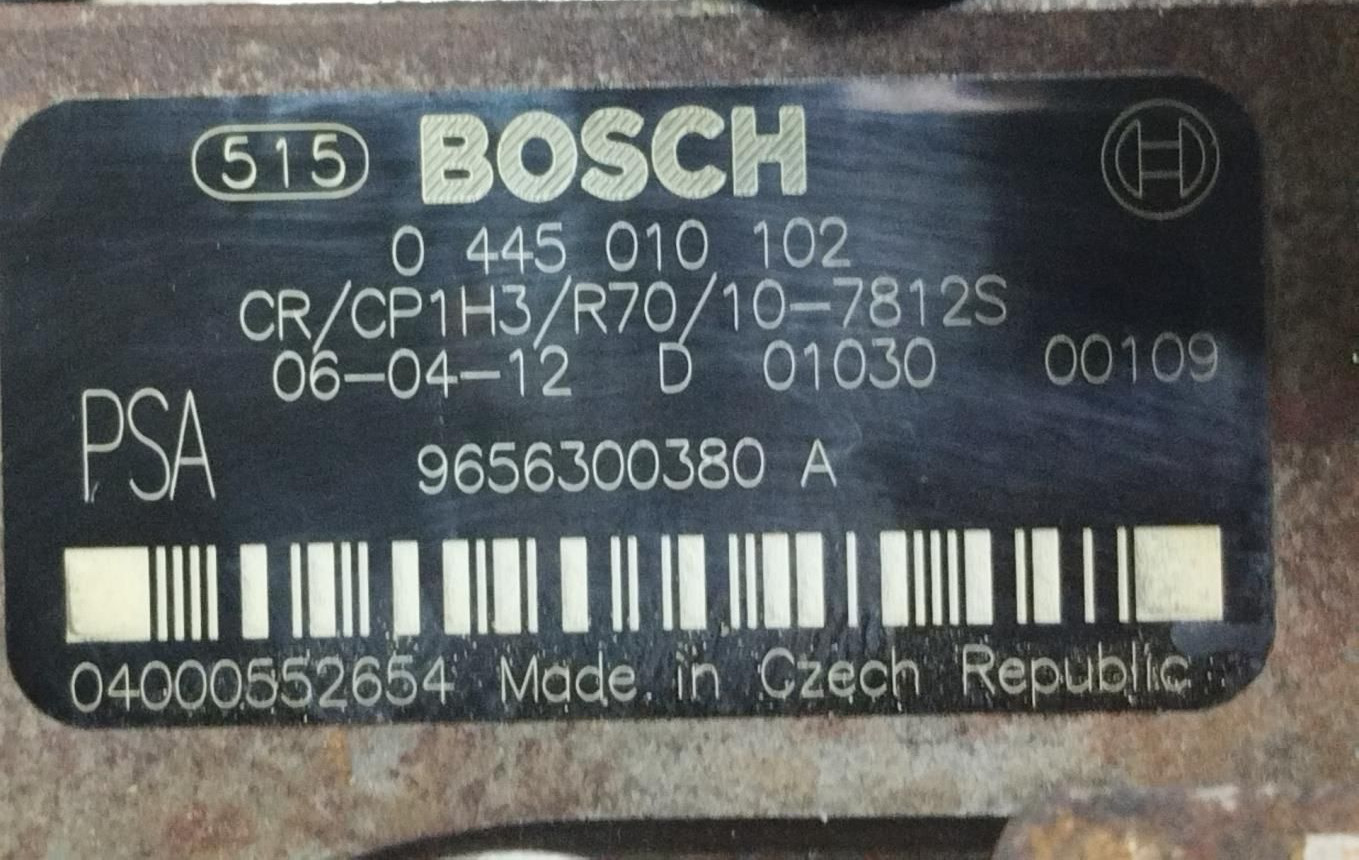 515 BOSCH
0 445 010 102
CR/CP1H3/R70/10-7812S
06-04-12 D 01030 00109
PSA 9656300380 A
04000552654 Made in Czech Republic